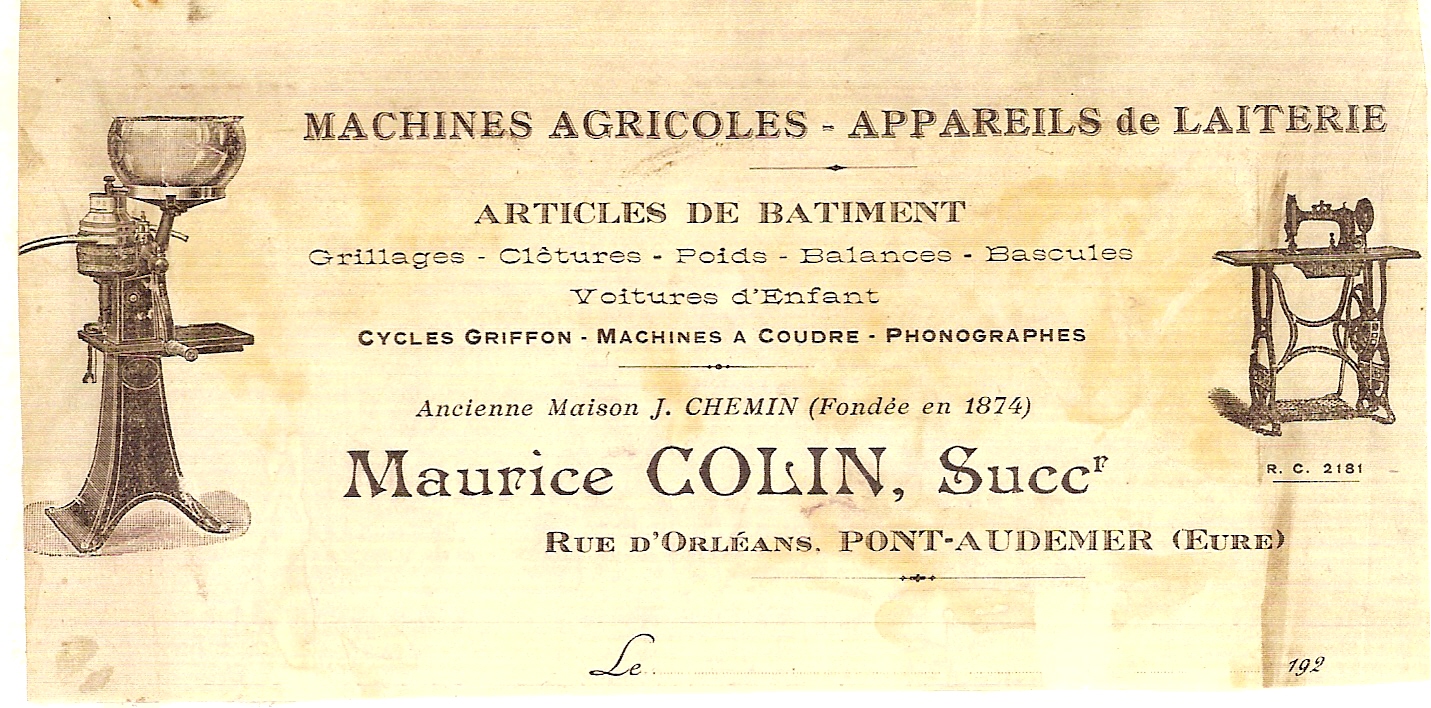 MACHINES AGRICOLES - APPAREILS de LAITERIE
ARTICLES DE BATIMENT
Grillages - Clôtures - Poids - Balances - Bascules
Voitures d'Enfant
CYCLES GRIFFON - MACHINES A COUDRE - PHONOGRAPHES
Ancienne Maison J. CHEMIN (Fondée en 1874)
Maurice COLIN, Succr
R. C. 2181
RUE D'ORLÉANS. PONT-AUDEMER (EURE)
Le 192